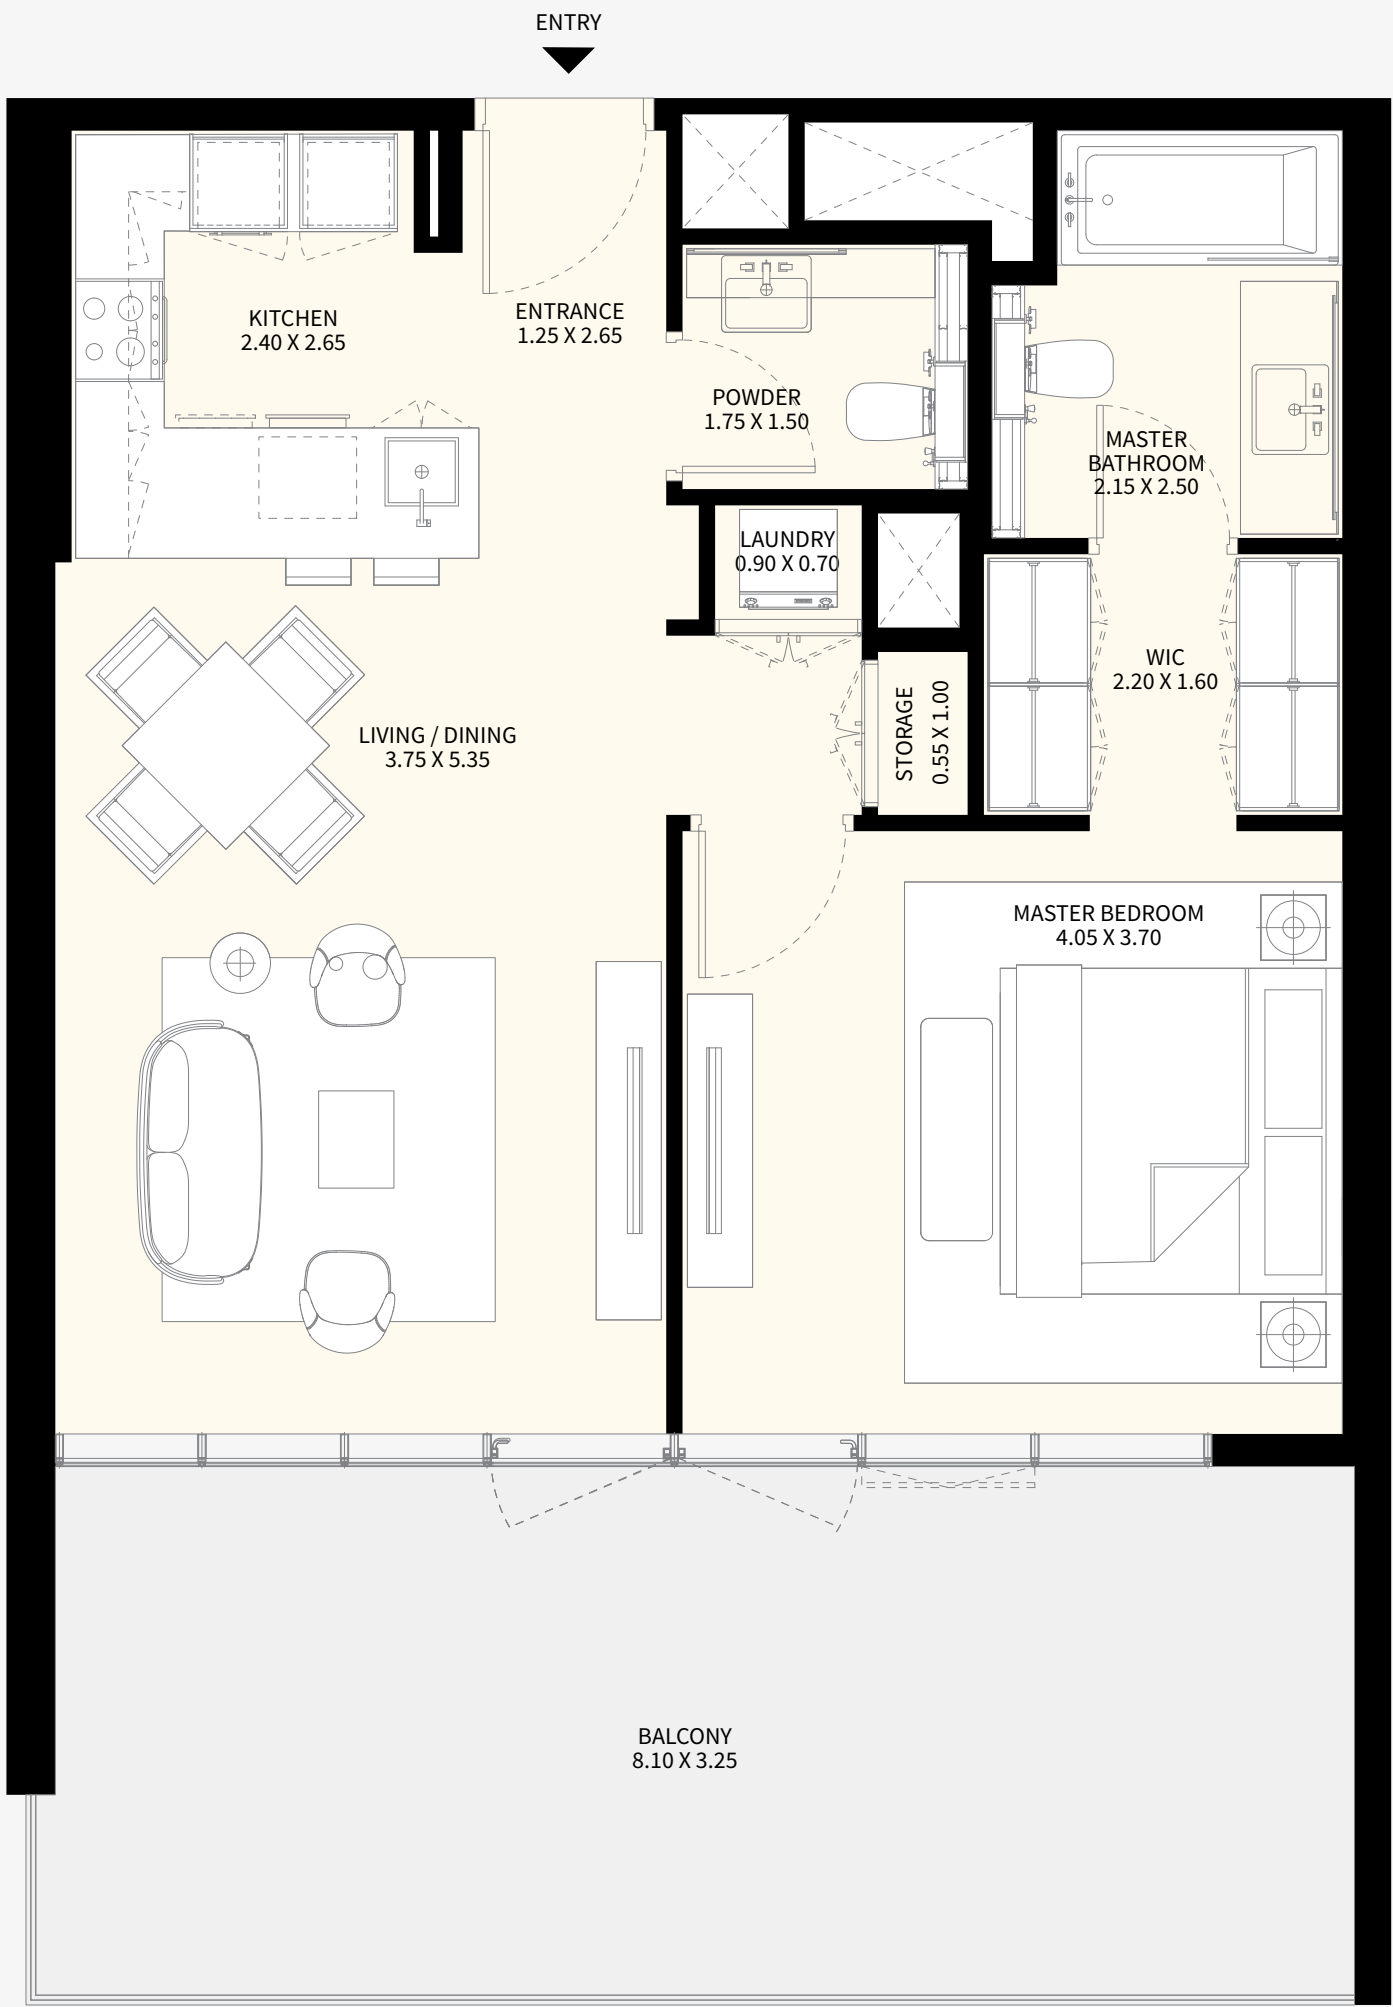 ENTRY
KITCHEN
2.40 X 2.65
ENTRANCE
1.25 X 2.65
POWDER
1.75 X 1.50
MASTER
BATHROOM
2.15 X 2.50
LAUNDRY
0.90 X 0.70
WIC
2.20 X 1.60
STORAGE
0.55 X 1.00
LIVING / DINING
3.75 X 5.35
MASTER BEDROOM
4.05 X 3.70
BALCONY
8.10 X 3.25